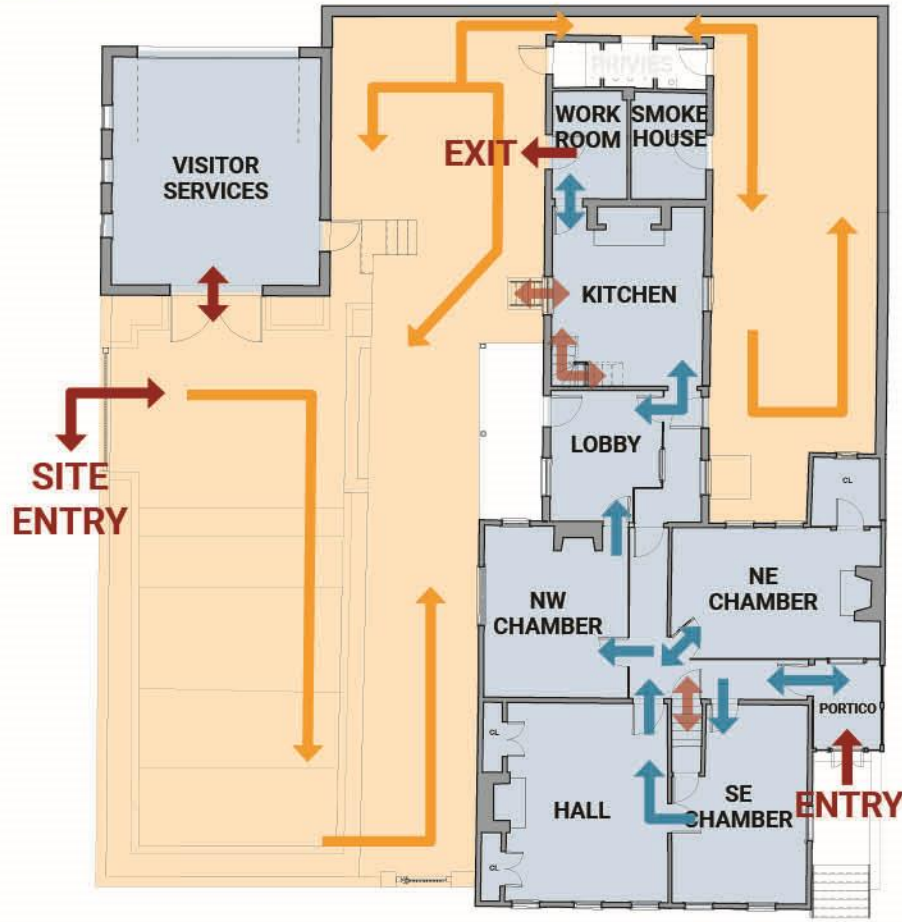 PRIVIES
CL
WORK
ROOM
SMOKE
HOUSE
EXIT
VISITOR
SERVICES
KITCHEN
SITE
ENTRY
LOBBY
CL
NW
CHAMBER
NE
CHAMBER
PORTICO
CL
HALL
SE
CHAMBER
ENTRY
CL